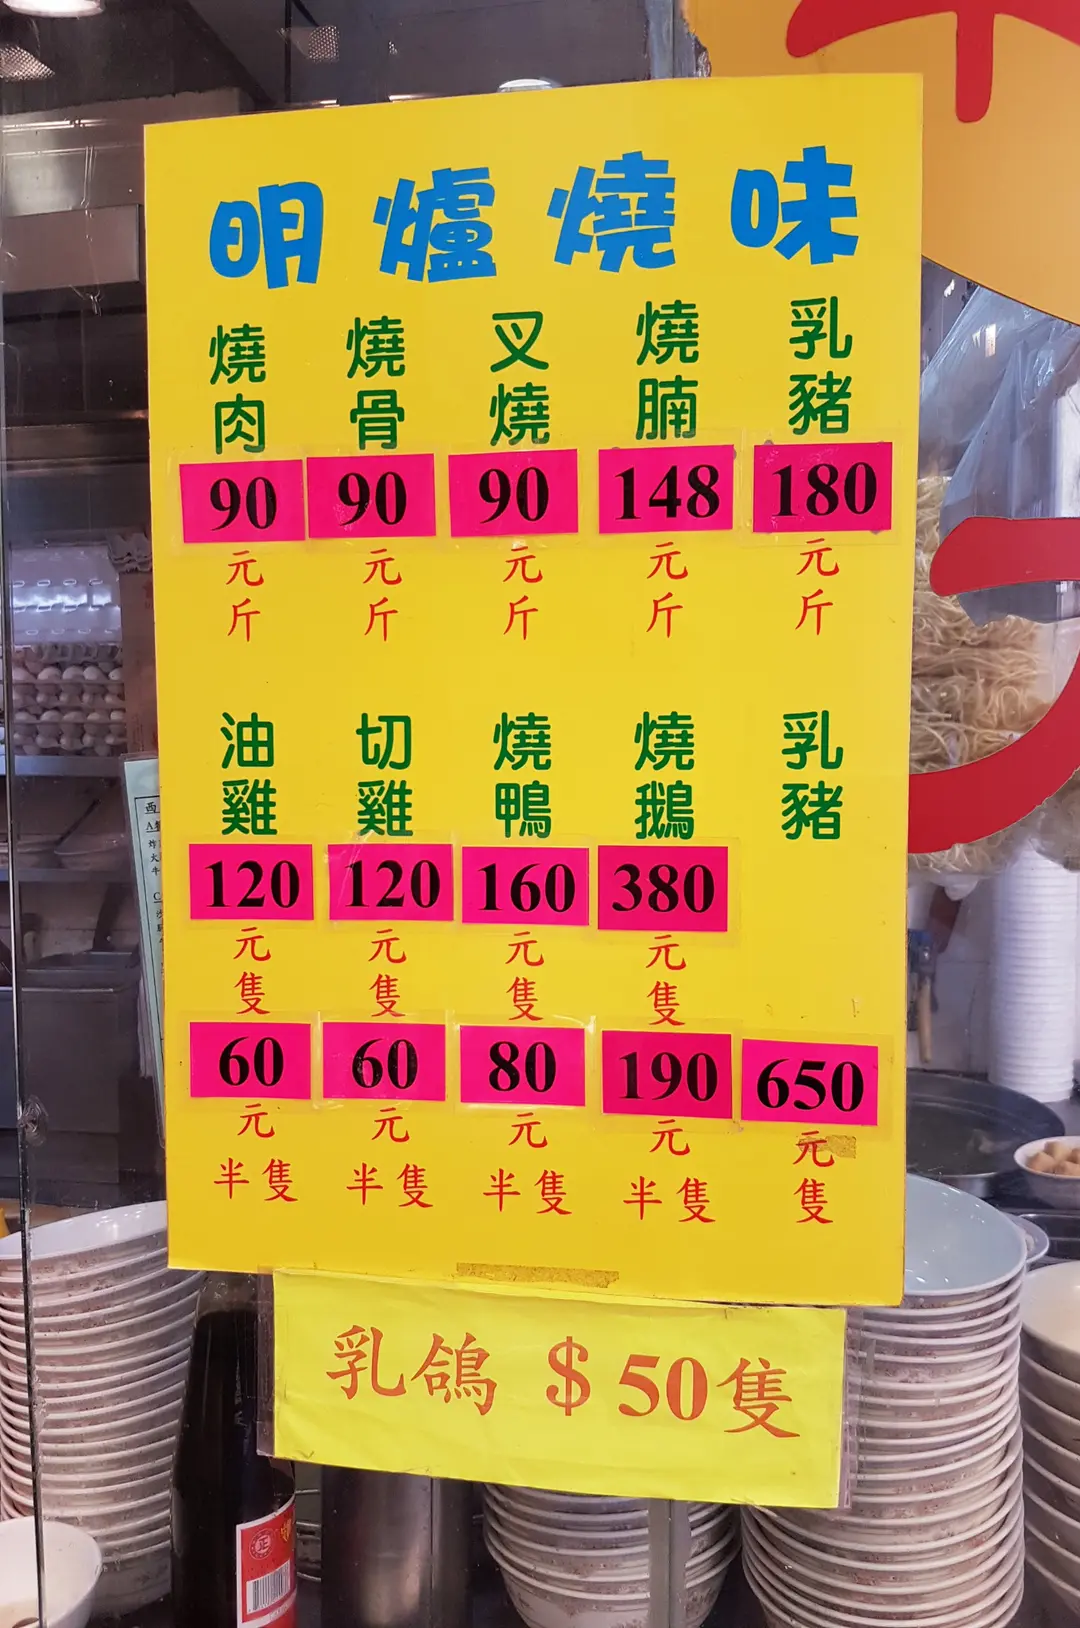 明爐燒味
燒肉 燒骨 叉燒 燒腩 乳豬
90 90 90 148 180
元斤 元斤 元斤 元斤 元斤
油雞 切雞 燒鴨 燒鵝 乳豬
120 120 160 380
元隻 元隻 元隻 元隻
60 60 80 190 650
元半隻 元半隻 元半隻 元半隻 元隻
乳鴿 $50隻